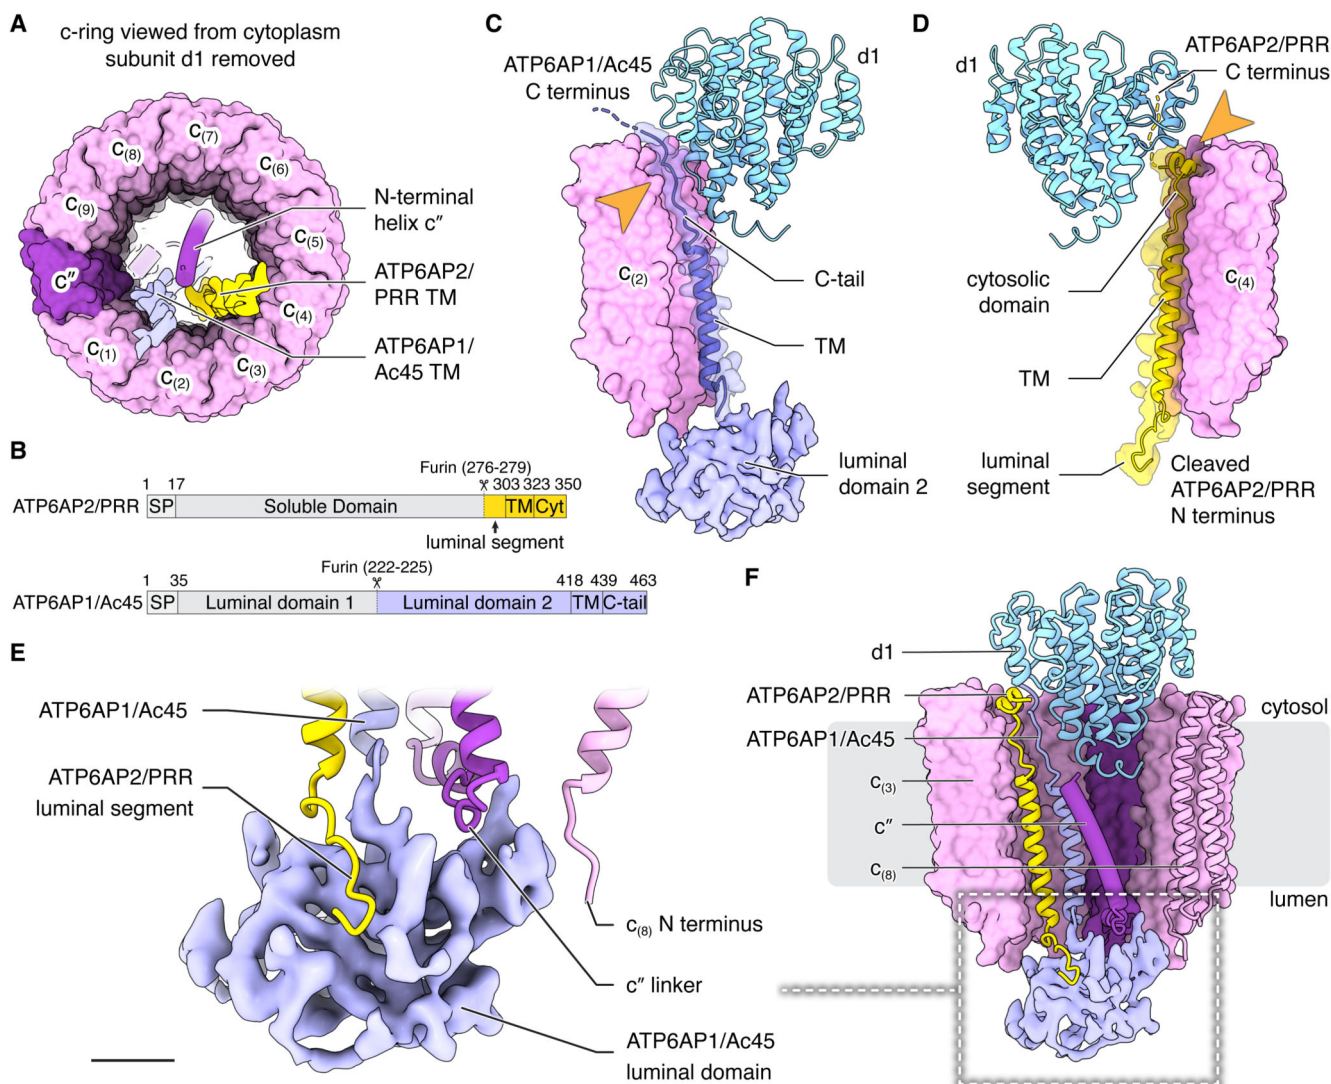 A
c-ring viewed from cytoplasm
subunit d1 removed
C(7)
C(8)
C(6)
C(9)
C(5)
C″
C(4)
C(1)
C(3)
C(2)
N-terminal
helix c″
ATP6AP2/
PRR TM
ATP6AP1/
Ac45 TM
B
Furin (276-279)
1 17 303 323 350
ATP6AP2/PRR SP Soluble Domain TM Cyt
luminal segment
Furin (222-225)
1 35 418 439 463
ATP6AP1/Ac45 SP Luminal domain 1 Luminal domain 2 TM C-tail
C
ATP6AP1/Ac45
C terminus
d1
C(2)
C-tail
TM
luminal
domain 2
D
ATP6AP2/PRR
C terminus
d1
cytosolic
domain
C(4)
TM
luminal
segment
Cleaved
ATP6AP2/PRR
N terminus
E
ATP6AP1/Ac45
ATP6AP2/PRR
luminal segment
c(8) N terminus
c″ linker
ATP6AP1/Ac45
luminal domain
F
d1
ATP6AP2/PRR
cytosol
ATP6AP1/Ac45
c(3)
c″
c(8)
lumen